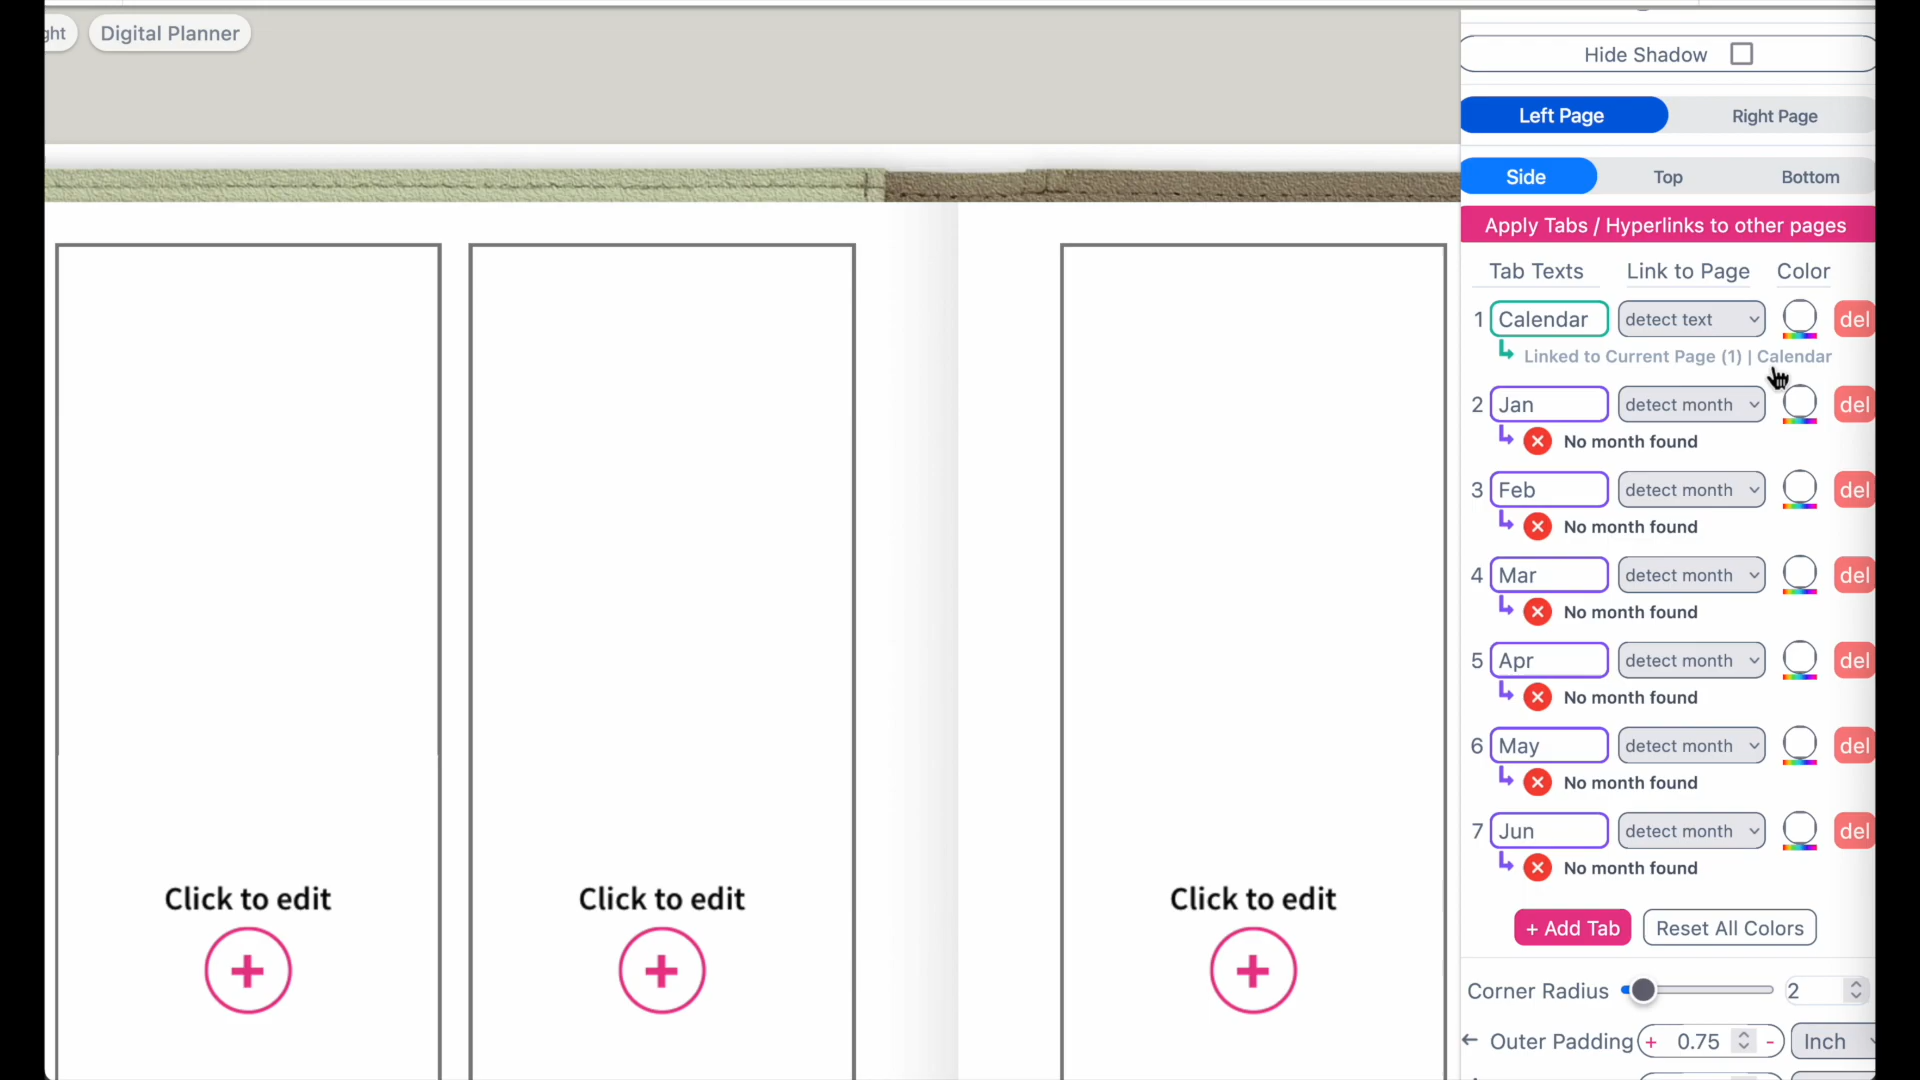 ght Digital Planner
Hide Shadow
Left Page Right Page
Side Top Bottom
Apply Tabs / Hyperlinks to other pages
Tab Texts Link to Page Color
1 Calendar detect text del
Linked to Current Page (1) | Calendar
2 Jan detect month del
No month found
3 Feb detect month del
No month found
4 Mar detect month del
No month found
5 Apr detect month del
No month found
6 May detect month del
No month found
7 Jun detect month del
No month found
Click to edit Click to edit Click to edit
+ Add Tab Reset All Colors
Corner Radius 2
← Outer Padding + 0.75 - Inch